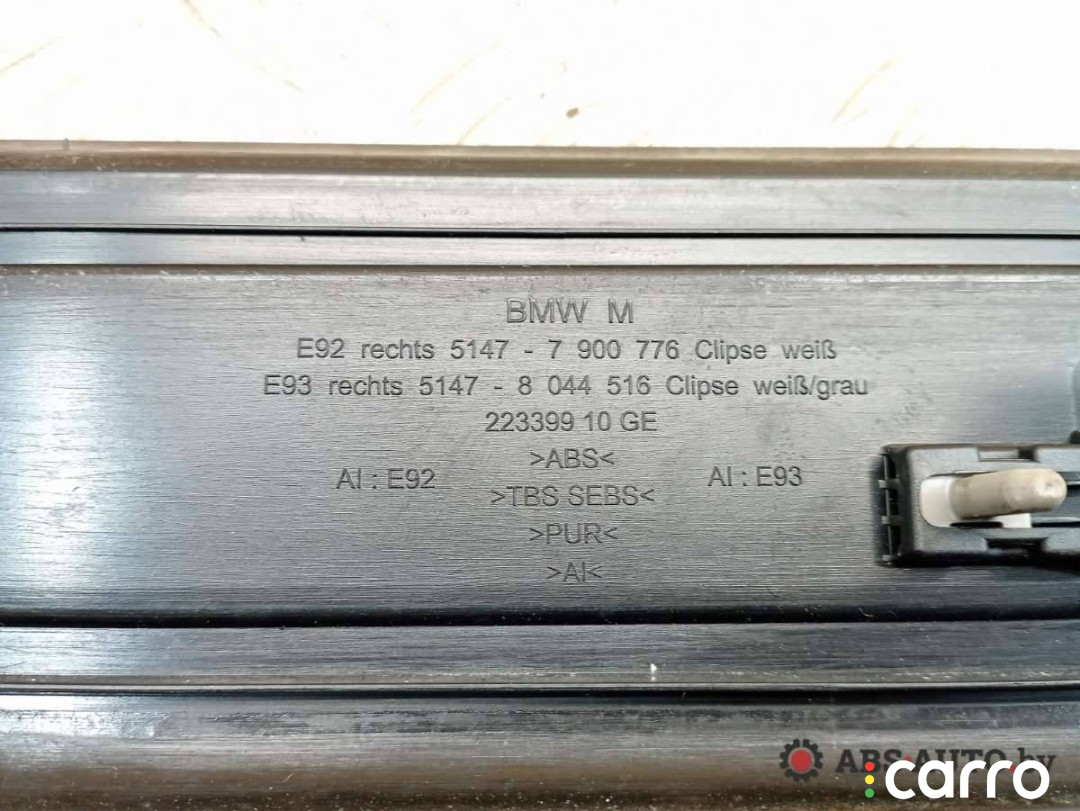 BMW M
E92 rechts 5147 - 7 900 776 Clipse weiß
E93 rechts 5147 - 8 044 516 Clipse weiß/grau
223399 10 GE
>ABS<
AI : E92
AI : E93
>TBS SEBS<
>PUR<
>AI<
ABS-AUTO.by
carro